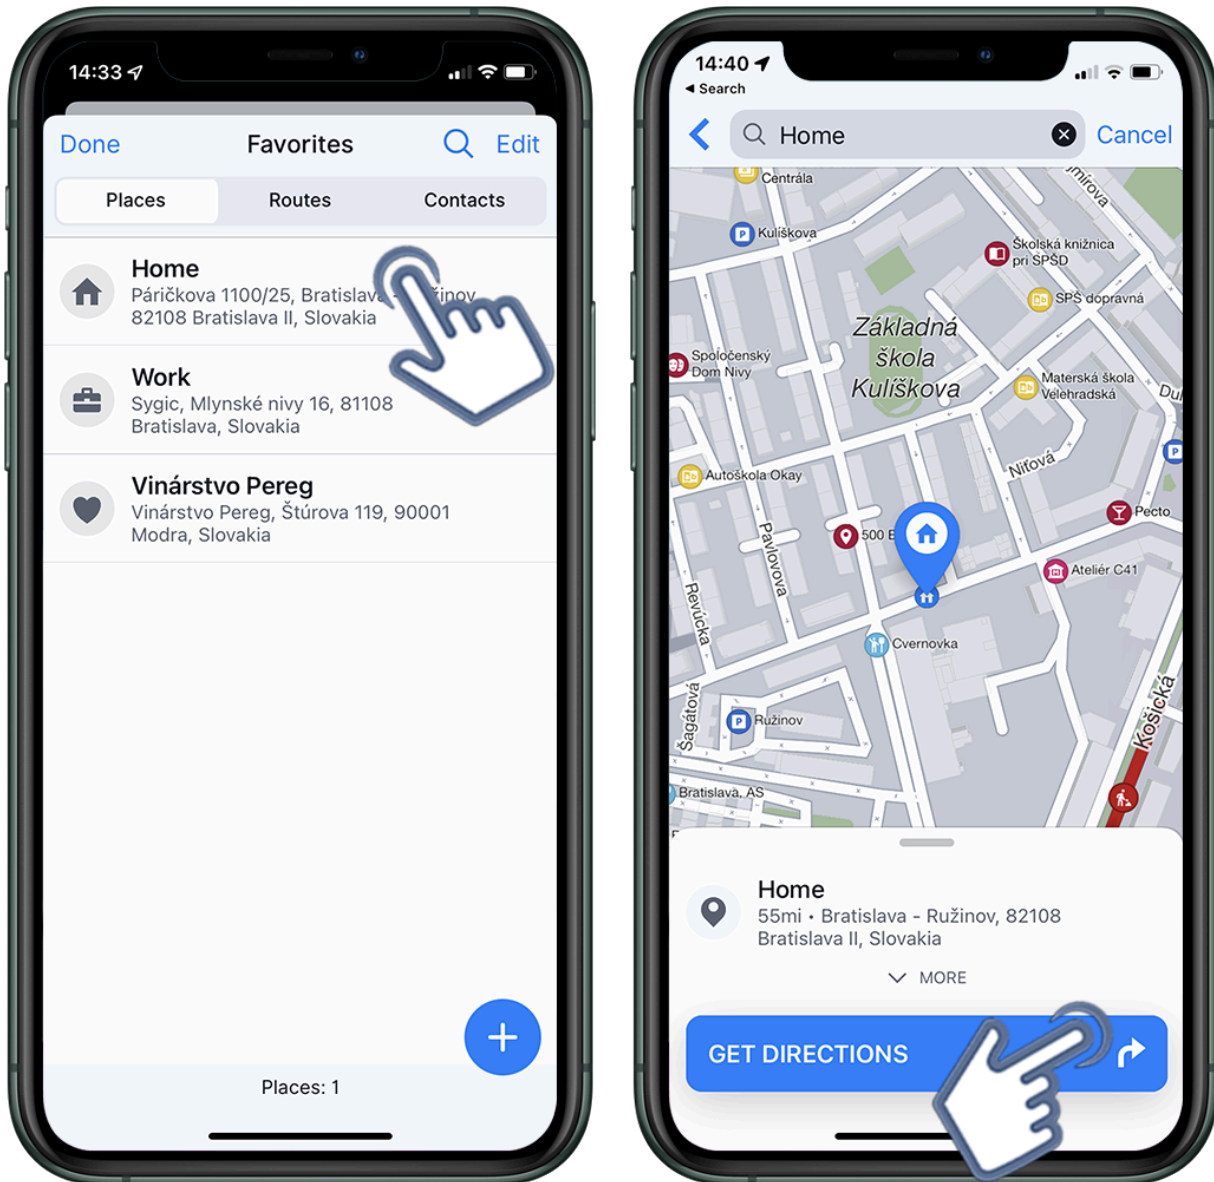 14:33
Done
Favorites
Edit
Places
Routes
Contacts
Home
Páričkova 1100/25, Bratislava -
82108 Bratislava II, Slovakia
Work
Sygic, Mlynské nivy 16, 81108
Bratislava, Slovakia
Vinárstvo Pereg
Vinárstvo Pereg, Štúrova 119, 90001
Modra, Slovakia
Places: 1
14:40
Search
Home
Cancel
Centrála
Kulíškova
Školská knižnica
pri SPŠD
SPŠ dopravná
Základná
škola
Kulíškova
Spoločenský
Dom Nivy
Materská škola
Velehradská
Niťová
Autoškola Okay
P
Pecto
500
Pavlovova
Ateliér C41
Revúcka
Cvernovka
Šagátová
P
Ružinov
Košická
Bratislava, AS
Home
55mi • Bratislava - Ružinov, 82108
Bratislava II, Slovakia
MORE
GET DIRECTIONS